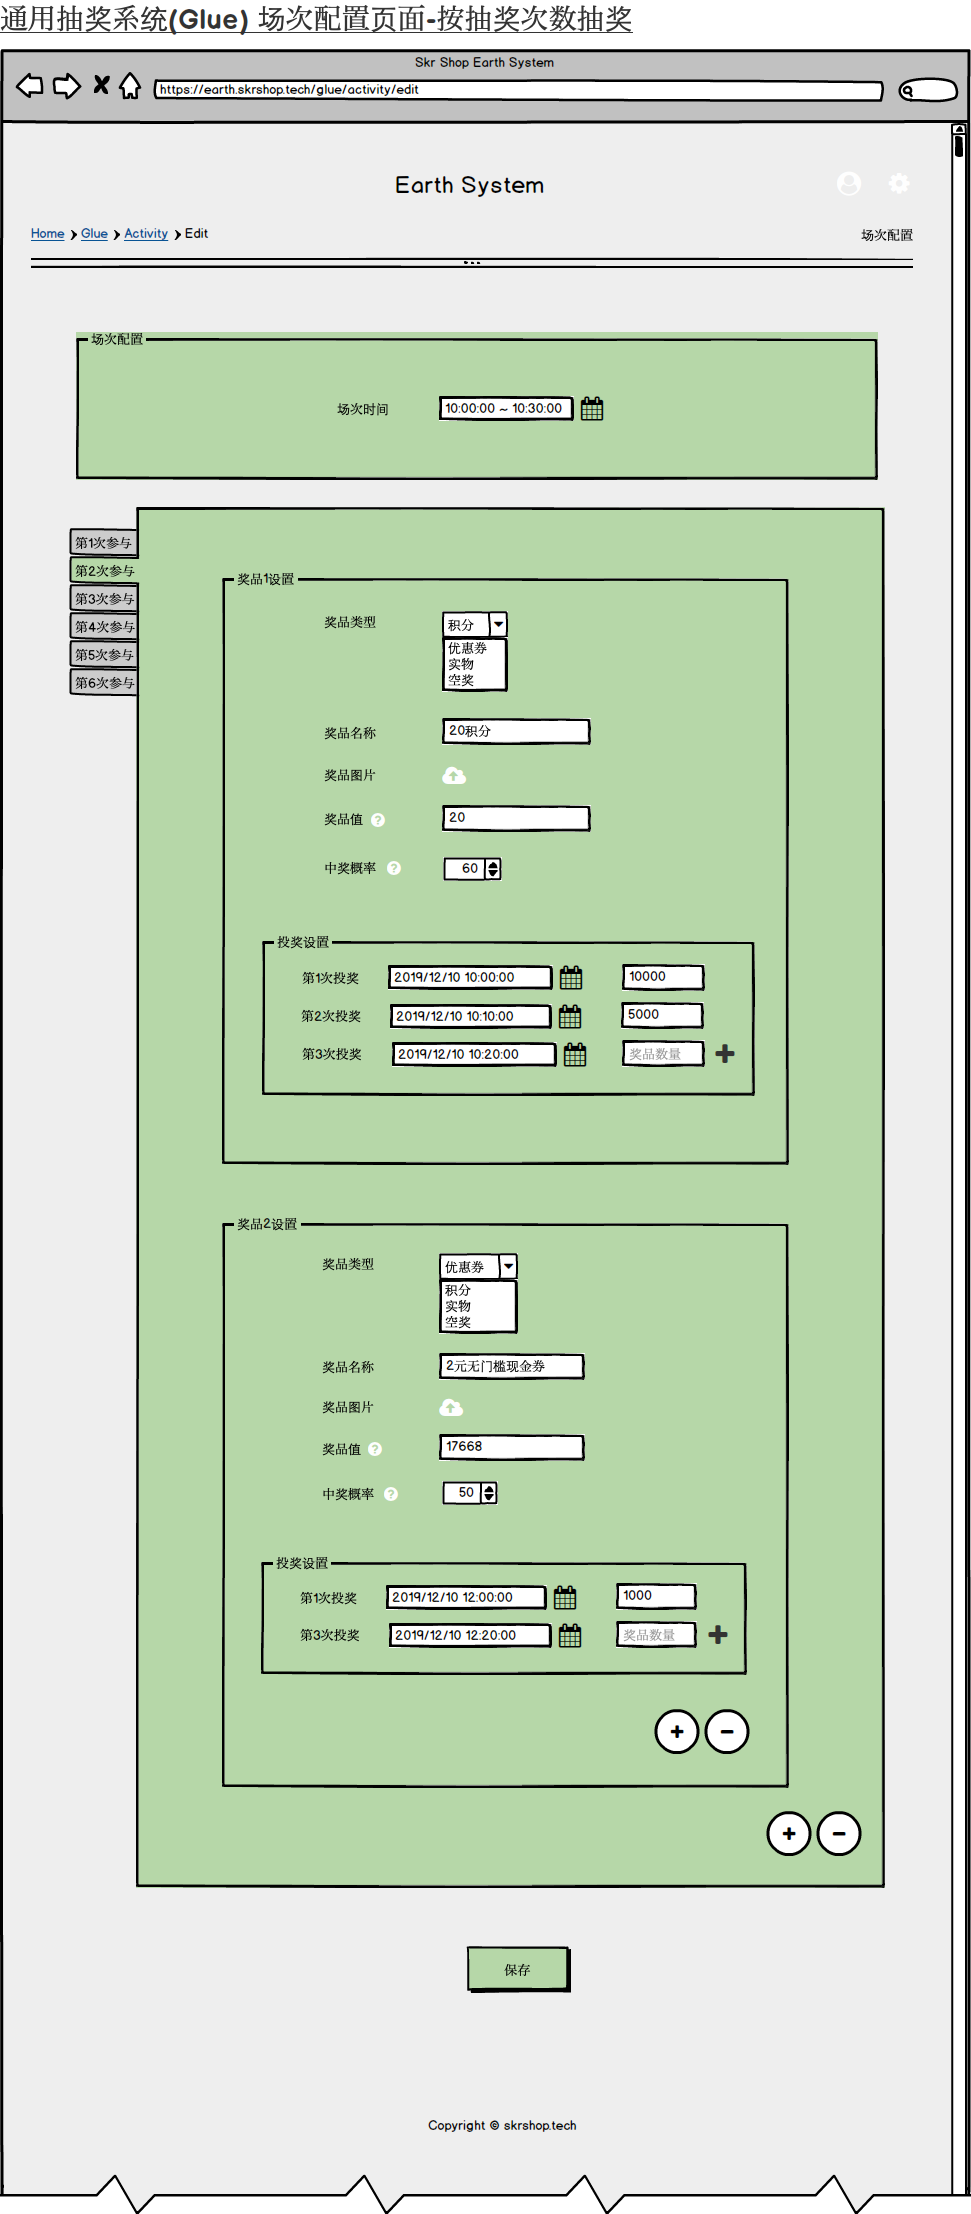 通用抽奖系统(Glue) 场次配置页面-按抽奖次数抽奖
Skr Shop Earth System
https://earth.skrshop.tech/glue/activity/edit
Earth System
Home Glue Activity Edit 场次配置
场次配置
场次时间 10:00:00 ~ 10:30:00
第1次参与
第2次参与
第3次参与
第4次参与
第5次参与
第6次参与
奖品1设置
奖品类型 积分
优惠券
实物
空奖
奖品名称 20积分
奖品图片
奖品值 ? 20
中奖概率 ? 60
投奖设置
第1次投奖 2019/12/10 10:00:00 10000
第2次投奖 2019/12/10 10:10:00 5000
第3次投奖 2019/12/10 10:20:00 奖品数量
奖品2设置
奖品类型 优惠券
积分
实物
空奖
奖品名称 2元无门槛现金券
奖品图片
奖品值 ? 17668
中奖概率 ? 50
投奖设置
第1次投奖 2019/12/10 12:00:00 1000
第3次投奖 2019/12/10 12:20:00 奖品数量
保存
Copyright © skrshop.tech